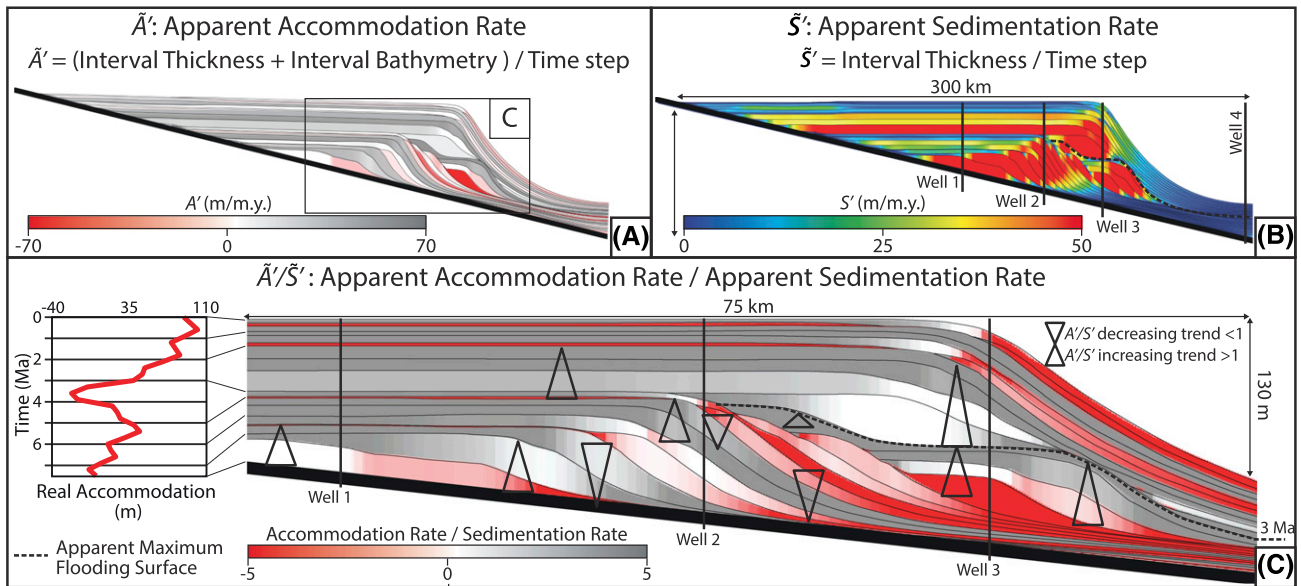 Ã′: Apparent Accommodation Rate
Ã′ = (Interval Thickness + Interval Bathymetry ) / Time step
C
A′ (m/m.y.)
-70 0 70
(A)
S̃′: Apparent Sedimentation Rate
S̃′ = Interval Thickness / Time step
300 km
Well 1
Well 2
Well 3
Well 4
S′ (m/m.y.)
0 25 50
(B)
Ã′/S̃′ : Apparent Accommodation Rate / Apparent Sedimentation Rate
-40 35 110
0
2
4
6
Time (Ma)
Real Accommodation
(m)
75 km
A′/S′ decreasing trend <1
A′/S′ increasing trend >1
130 m
Well 1
Well 2
Well 3
3 Ma
Apparent Maximum
Flooding Surface
Accommodation Rate / Sedimentation Rate
-5 0 5
(C)